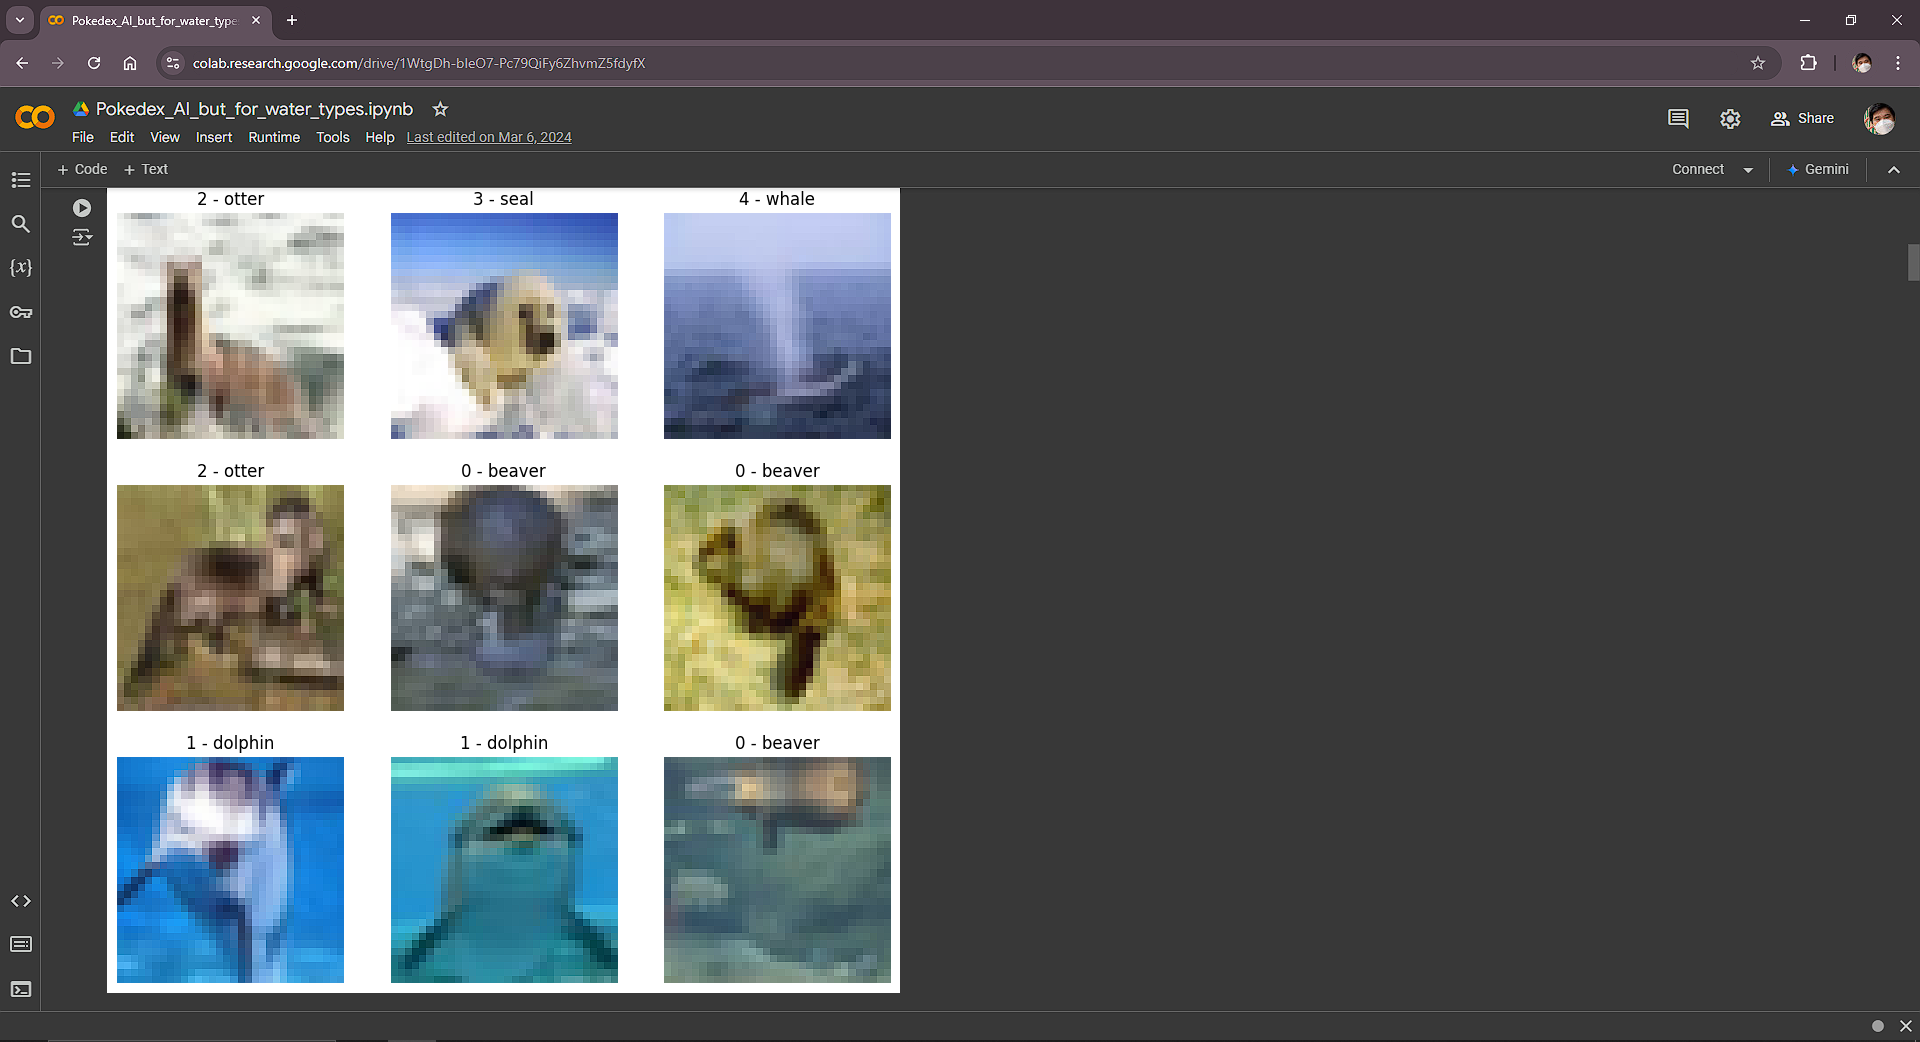 Pokedex_AI_but_for_water_type
colab.research.google.com/drive/1WtgDh-bIeO7-Pc79QiFy6ZhvmZ5fdyfX
Pokedex_AI_but_for_water_types.ipynb
File Edit View Insert Runtime Tools Help Last edited on Mar 6, 2024
Share
+ Code + Text
Connect
Gemini
{x}
2 - otter
3 - seal
4 - whale
2 - otter
0 - beaver
0 - beaver
1 - dolphin
1 - dolphin
0 - beaver